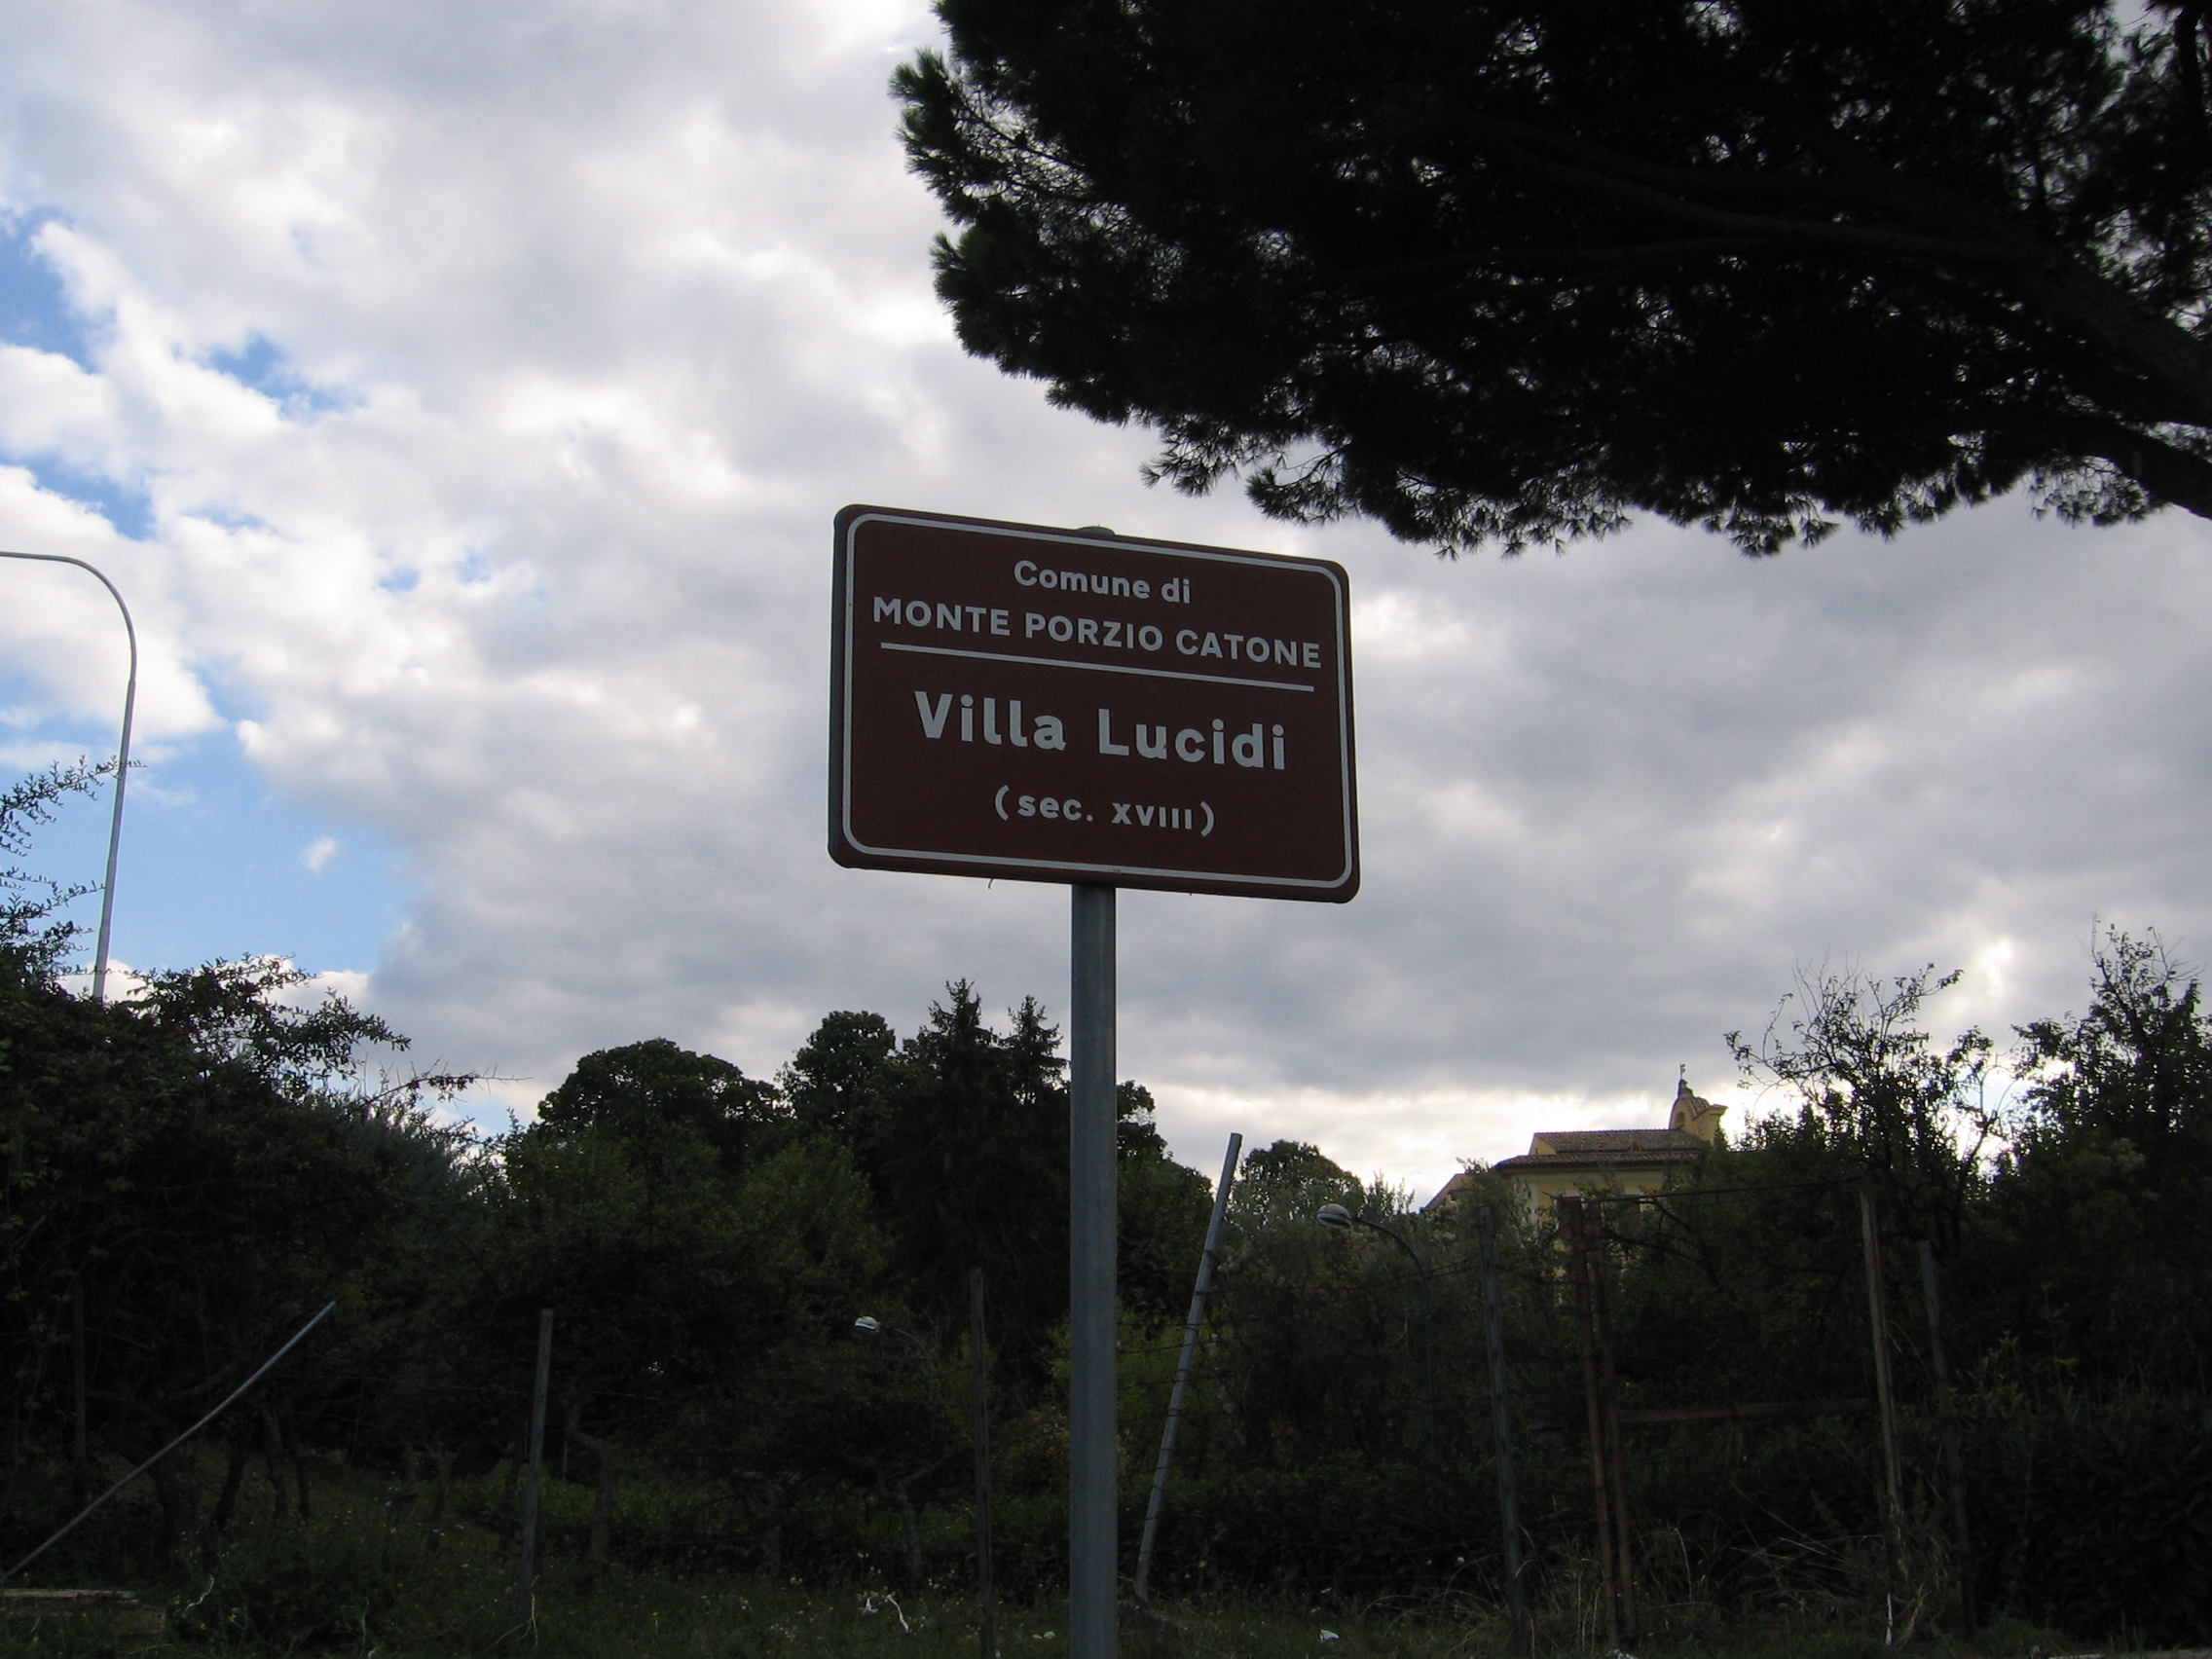 Comune di
MONTE PORZIO CATONE
Villa Lucidi
(sec. XVIII)